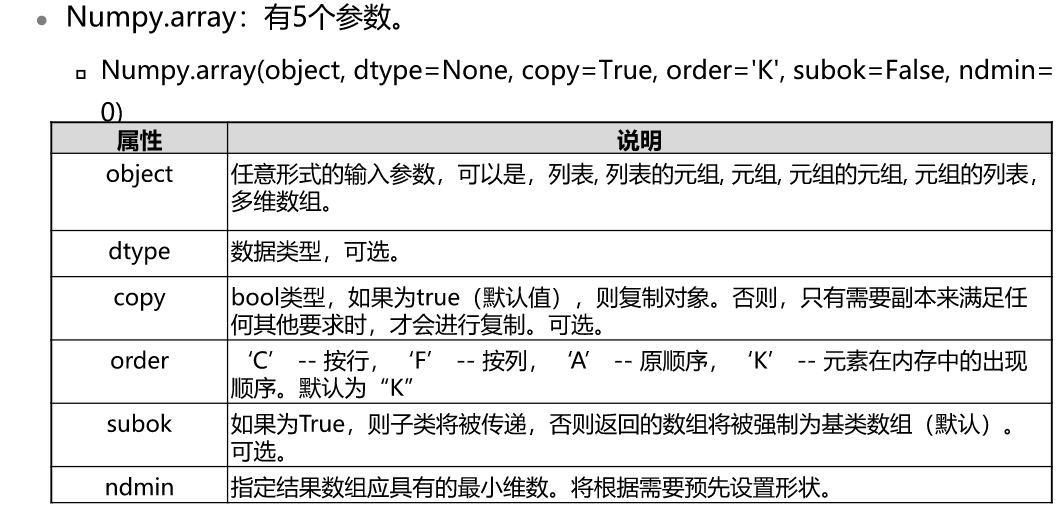 Numpy.array：有5个参数。
Numpy.array(object, dtype=None, copy=True, order='K', subok=False, ndmin=
0)
属性 说明
object 任意形式的输入参数，可以是，列表, 列表的元组, 元组, 元组的元组, 元组的列表，
多维数组。
dtype 数据类型，可选。
copy bool类型，如果为true（默认值），则复制对象。否则，只有需要副本来满足任
何其他要求时，才会进行复制。可选。
order ‘C’ -- 按行，‘F’ -- 按列，‘A’ -- 原顺序，‘K’ -- 元素在内存中的出现
顺序。默认为“K”
subok 如果为True，则子类将被传递，否则返回的数组将被强制为基类数组（默认）。
可选。
ndmin 指定结果数组应具有的最小维数。将根据需要预先设置形状。